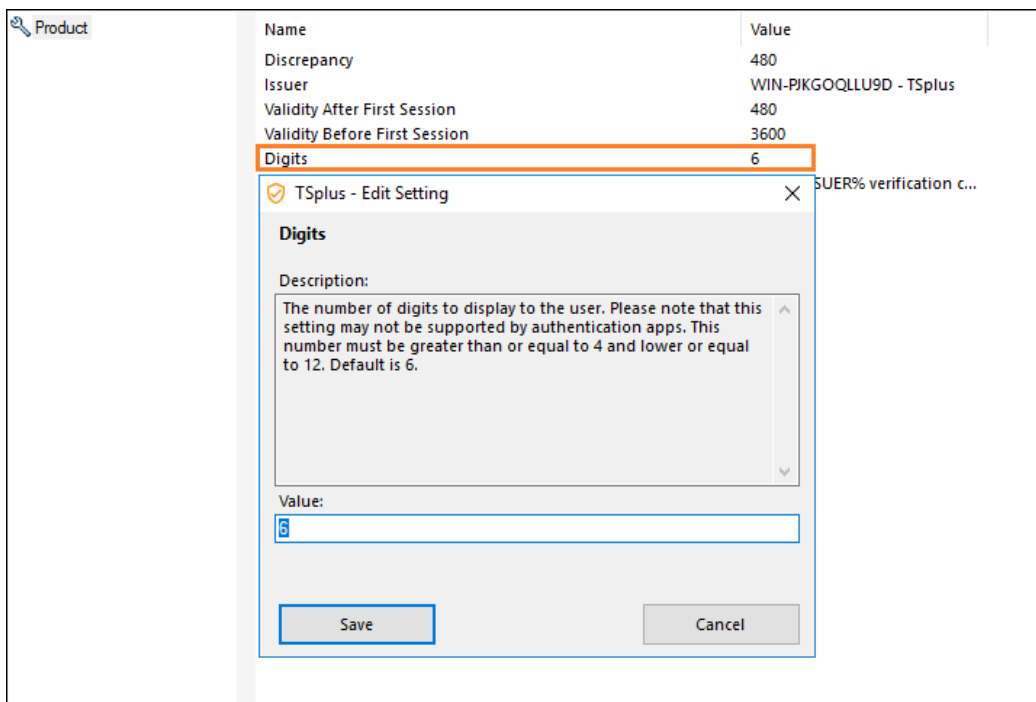 Product
Name Value
Discrepancy 480
Issuer WIN-PJKGOQLLU9D - TSplus
Validity After First Session 480
Validity Before First Session 3600
Digits 6
SUER% verification c...
TSplus - Edit Setting
Digits
Description:
The number of digits to display to the user. Please note that this
setting may not be supported by authentication apps. This
number must be greater than or equal to 4 and lower or equal
to 12. Default is 6.
Value:
6
Save Cancel